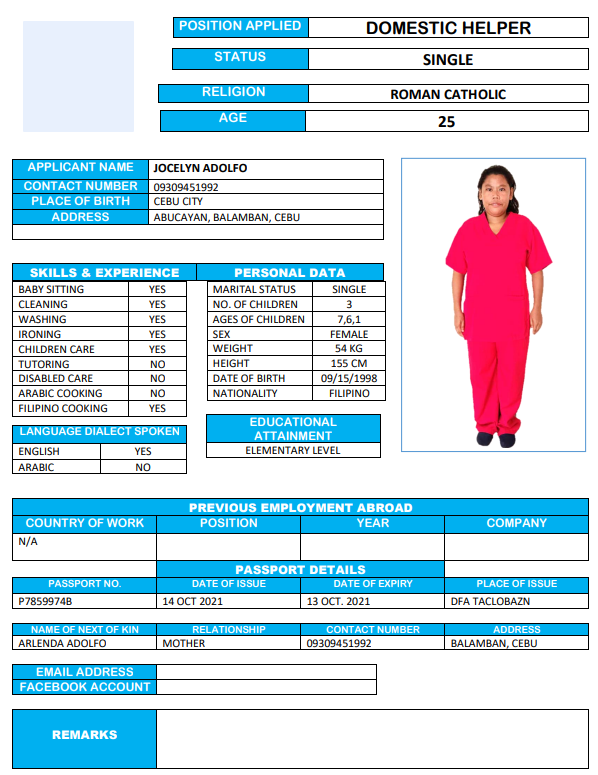 POSITION APPLIED DOMESTIC HELPER
STATUS SINGLE
RELIGION ROMAN CATHOLIC
AGE 25
APPLICANT NAME JOCELYN ADOLFO
CONTACT NUMBER 09309451992
PLACE OF BIRTH CEBU CITY
ADDRESS ABUCAYAN, BALAMBAN, CEBU
SKILLS & EXPERIENCE PERSONAL DATA
BABY SITTING YES MARITAL STATUS SINGLE
CLEANING YES NO. OF CHILDREN 3
WASHING YES AGES OF CHILDREN 7,6,1
IRONING YES SEX FEMALE
CHILDREN CARE YES WEIGHT 54 KG
TUTORING NO HEIGHT 155 CM
DISABLED CARE NO DATE OF BIRTH 09/15/1998
ARABIC COOKING NO NATIONALITY FILIPINO
FILIPINO COOKING YES
EDUCATIONAL
ATTAINMENT
LANGUAGE DIALECT SPOKEN
ENGLISH YES ELEMENTARY LEVEL
ARABIC NO
PREVIOUS EMPLOYMENT ABROAD
COUNTRY OF WORK POSITION YEAR COMPANY
N/A
PASSPORT DETAILS
PASSPORT NO. DATE OF ISSUE DATE OF EXPIRY PLACE OF ISSUE
P7859974B 14 OCT 2021 13 OCT. 2021 DFA TACLOBAZN
NAME OF NEXT OF KIN RELATIONSHIP CONTACT NUMBER ADDRESS
ARLENDA ADOLFO MOTHER 09309451992 BALAMBAN, CEBU
EMAIL ADDRESS
FACEBOOK ACCOUNT
REMARKS